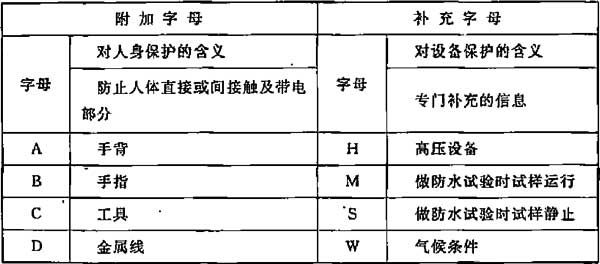 附加字母 补充字母
字母 对人身保护的含义 字母 对设备保护的含义
防止人体直接或间接触及带电部分 专门补充的信息
A 手背 H 高压设备
B 手指 M 做防水试验时试样运行
C 工具 S 做防水试验时试样静止
D 金属线 W 气候条件